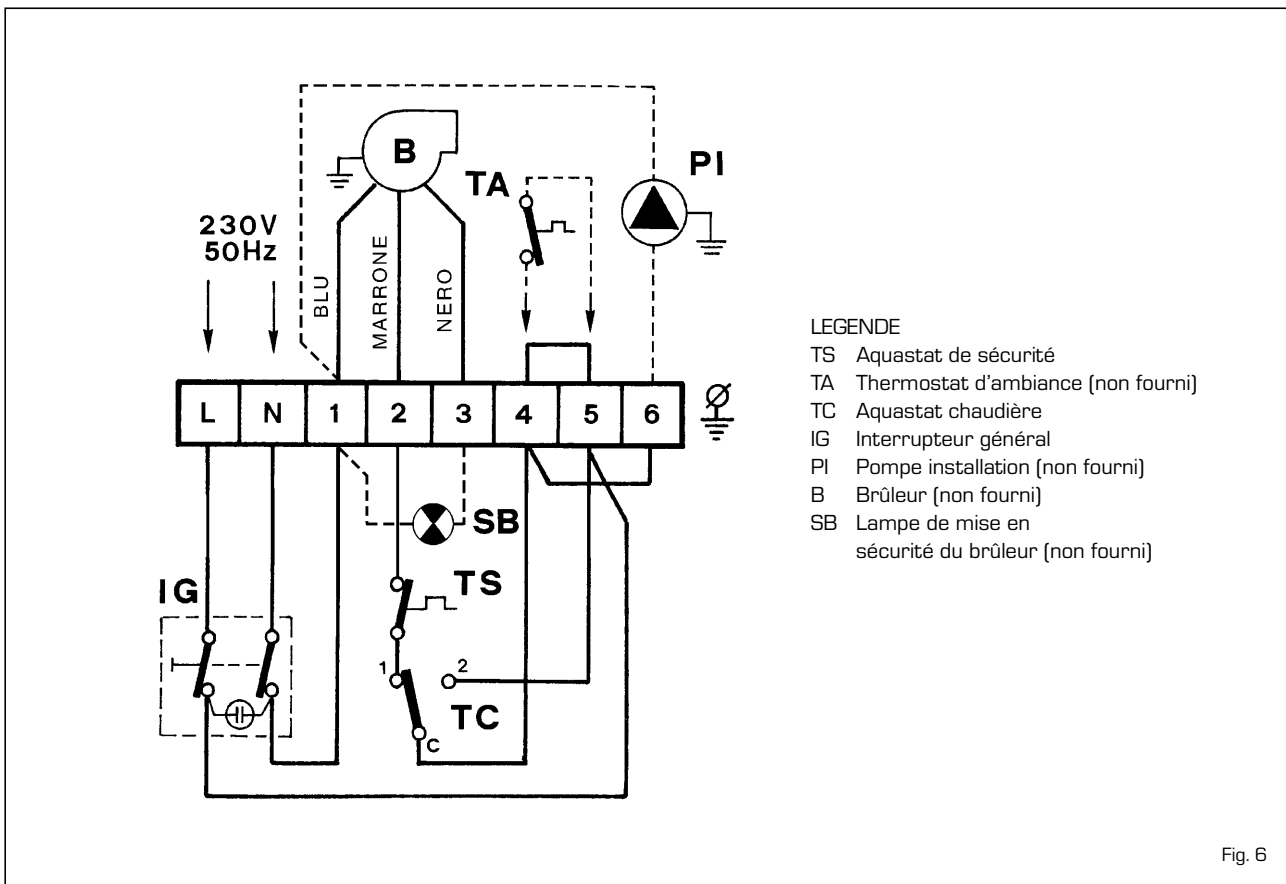 230V
50Hz
B
TA
PI
BLU
MARRONE
NERO
L N 1 2 3 4 5 6
SB
TS
IG
1 2
TC
C
LEGENDE
TS Aquastat de sécurité
TA Thermostat d'ambiance (non fourni)
TC Aquastat chaudière
IG Interrupteur général
PI Pompe installation (non fourni)
B Brûleur (non fourni)
SB Lampe de mise en
sécurité du brûleur (non fourni)
Fig. 6